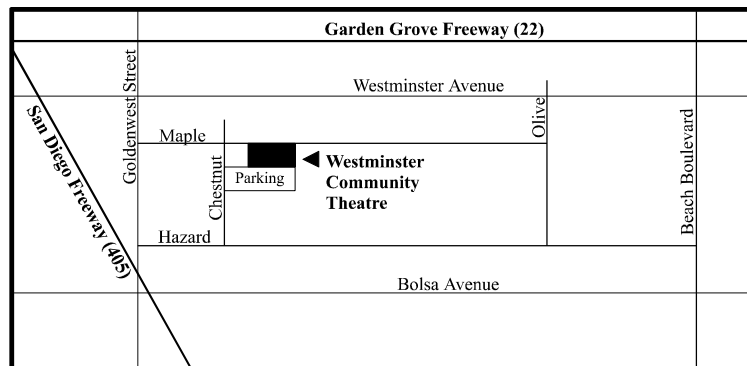 Garden Grove Freeway (22)
Westminster Avenue
Goldenwest Street
San Diego Freeway (405)
Olive
Beach Boulevard
Maple
Chestnut
Parking
Westminster
Community
Theatre
Hazard
Bolsa Avenue